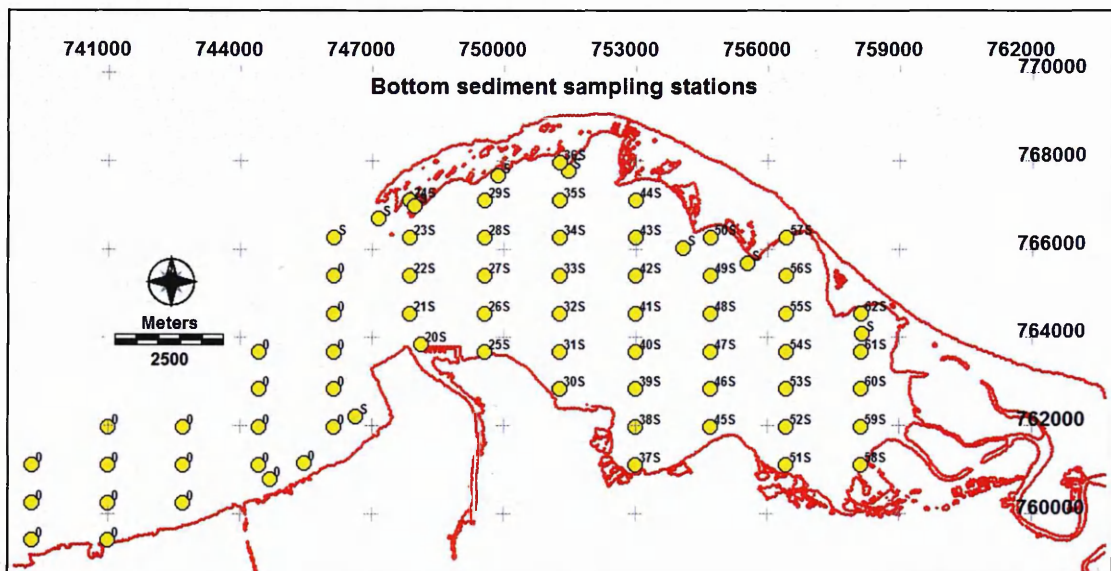 741000 744000 747000 750000 753000 756000 759000 762000
770000
Bottom sediment sampling stations
768000
S
S
24S 29S 35S 44S
S
S 23S 28S 34S 43S 50S 57S
766000
S
S
0 22S 27S 33S 42S 49S 56S
0 21S 26S 32S 41S 48S 55S 62S
Meters
764000
S
20S
2500
0 0 25S 31S 40S 47S 54S 61S
0 0 30S 39S 46S 53S 60S
S
762000
0 0 0 0 38S 45S 52S 59S
0 0 0 0 0 37S 51S 58S
0
760000
0 0 0
0 0